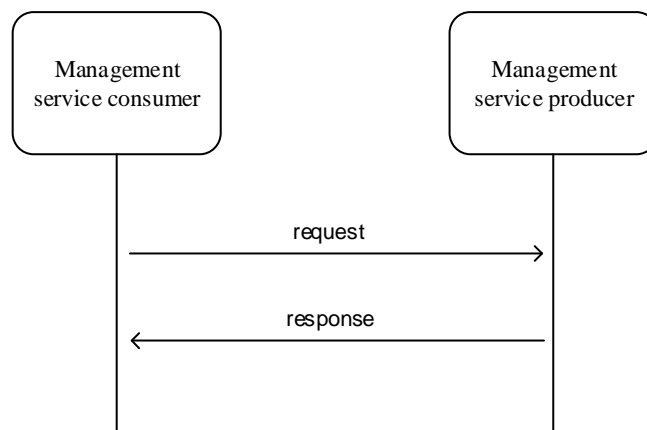 Management
service consumer
Management
service producer
request
response